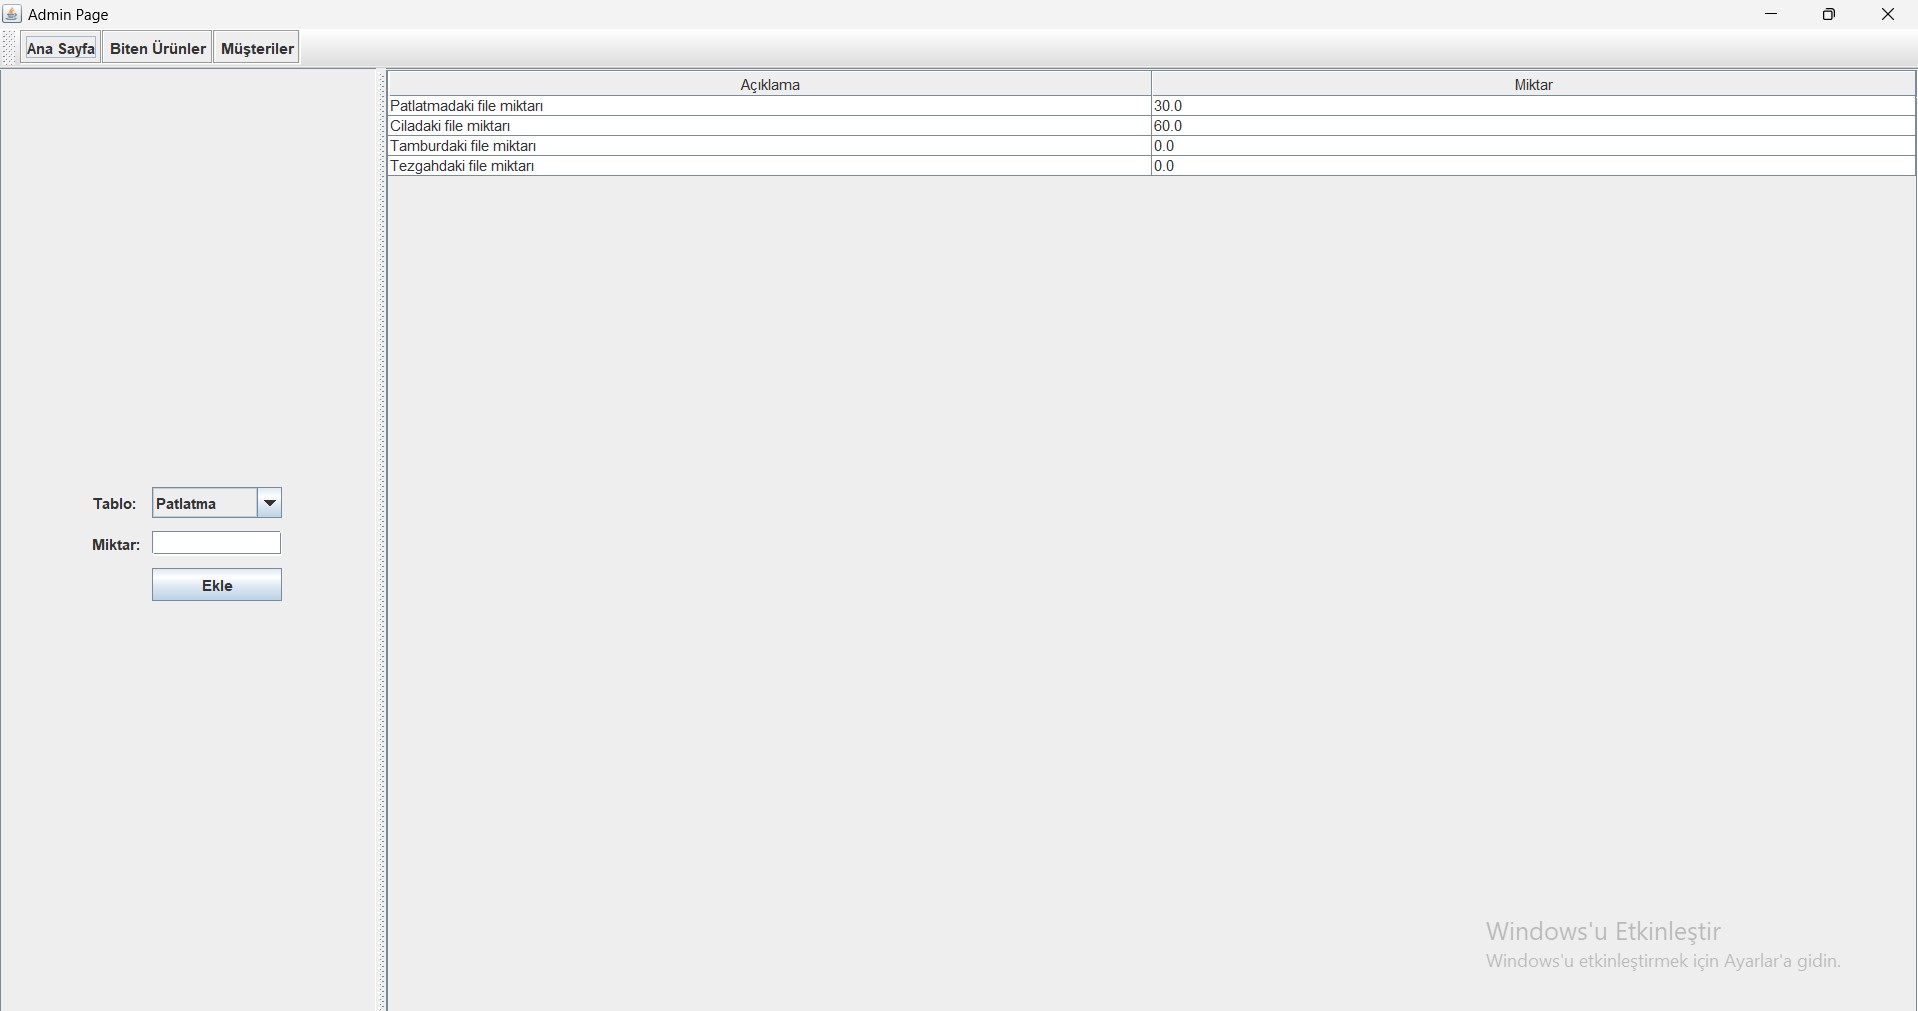 Admin Page
Ana Sayfa Biten Ürünler Müşteriler
Açıklama Miktar
Patlatmadaki file miktarı 30.0
Ciladaki file miktarı 60.0
Tamburdaki file miktarı 0.0
Tezgahdaki file miktarı 0.0
Tablo: Patlatma
Miktar:
Ekle
Windows'u Etkinleştir
Windows'u etkinleştirmek için Ayarlar'a gidin.